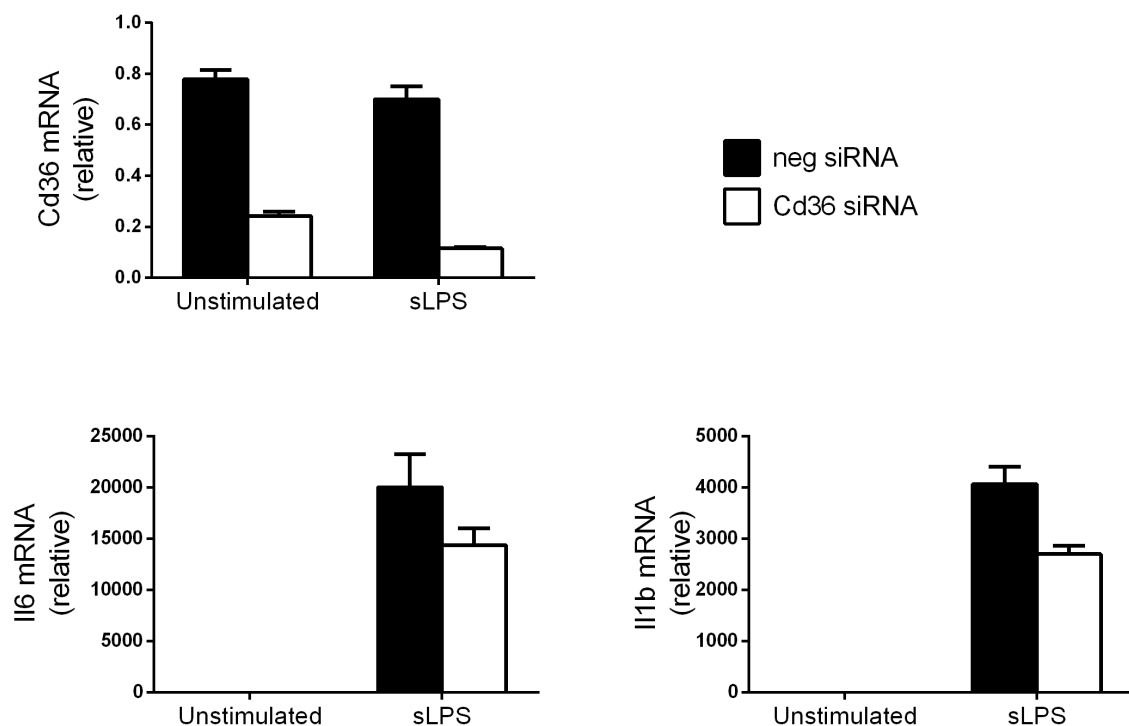 Cd36 mRNA
(relative)
1.0
0.8
0.6
0.4
0.2
0.0
Unstimulated
sLPS
neg siRNA
Cd36 siRNA
Il6 mRNA
(relative)
25000
20000
15000
10000
5000
0
Unstimulated
sLPS
Il1b mRNA
(relative)
5000
4000
3000
2000
1000
0
Unstimulated
sLPS